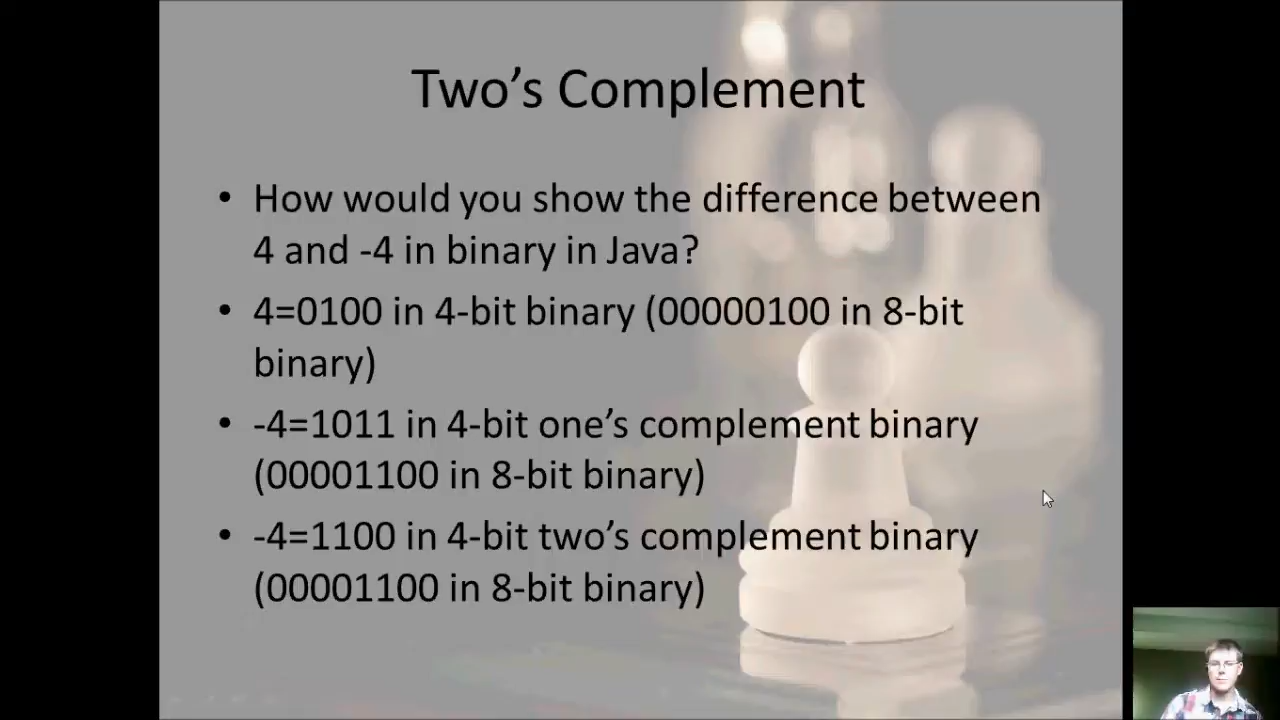 Two’s Complement
• How would you show the difference between
4 and -4 in binary in Java?
• 4=0100 in 4-bit binary (00000100 in 8-bit
binary)
• -4=1011 in 4-bit one’s complement binary
(00001100 in 8-bit binary)
• -4=1100 in 4-bit two’s complement binary
(00001100 in 8-bit binary)